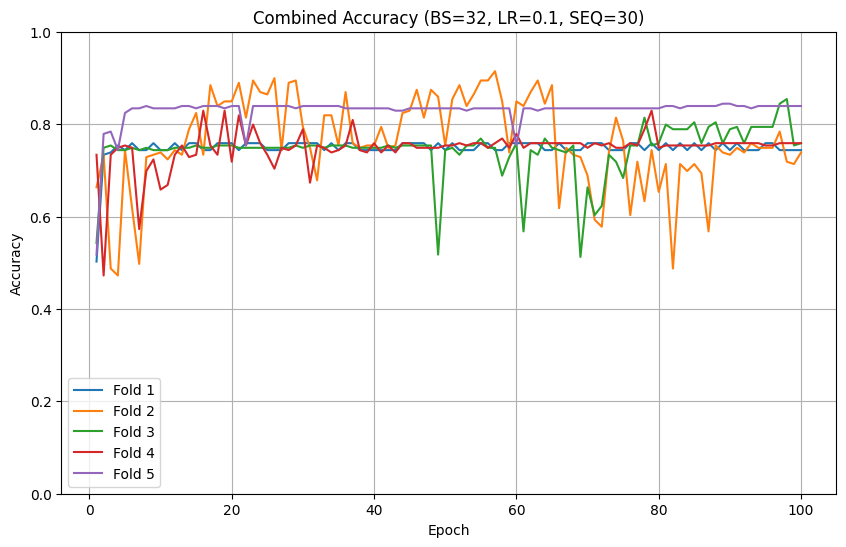 Combined Accuracy (BS=32, LR=0.1, SEQ=30)
1.0
0.8
0.6
0.4
0.2
0.0
Accuracy
Fold 1
Fold 2
Fold 3
Fold 4
Fold 5
0 20 40 60 80 100
Epoch